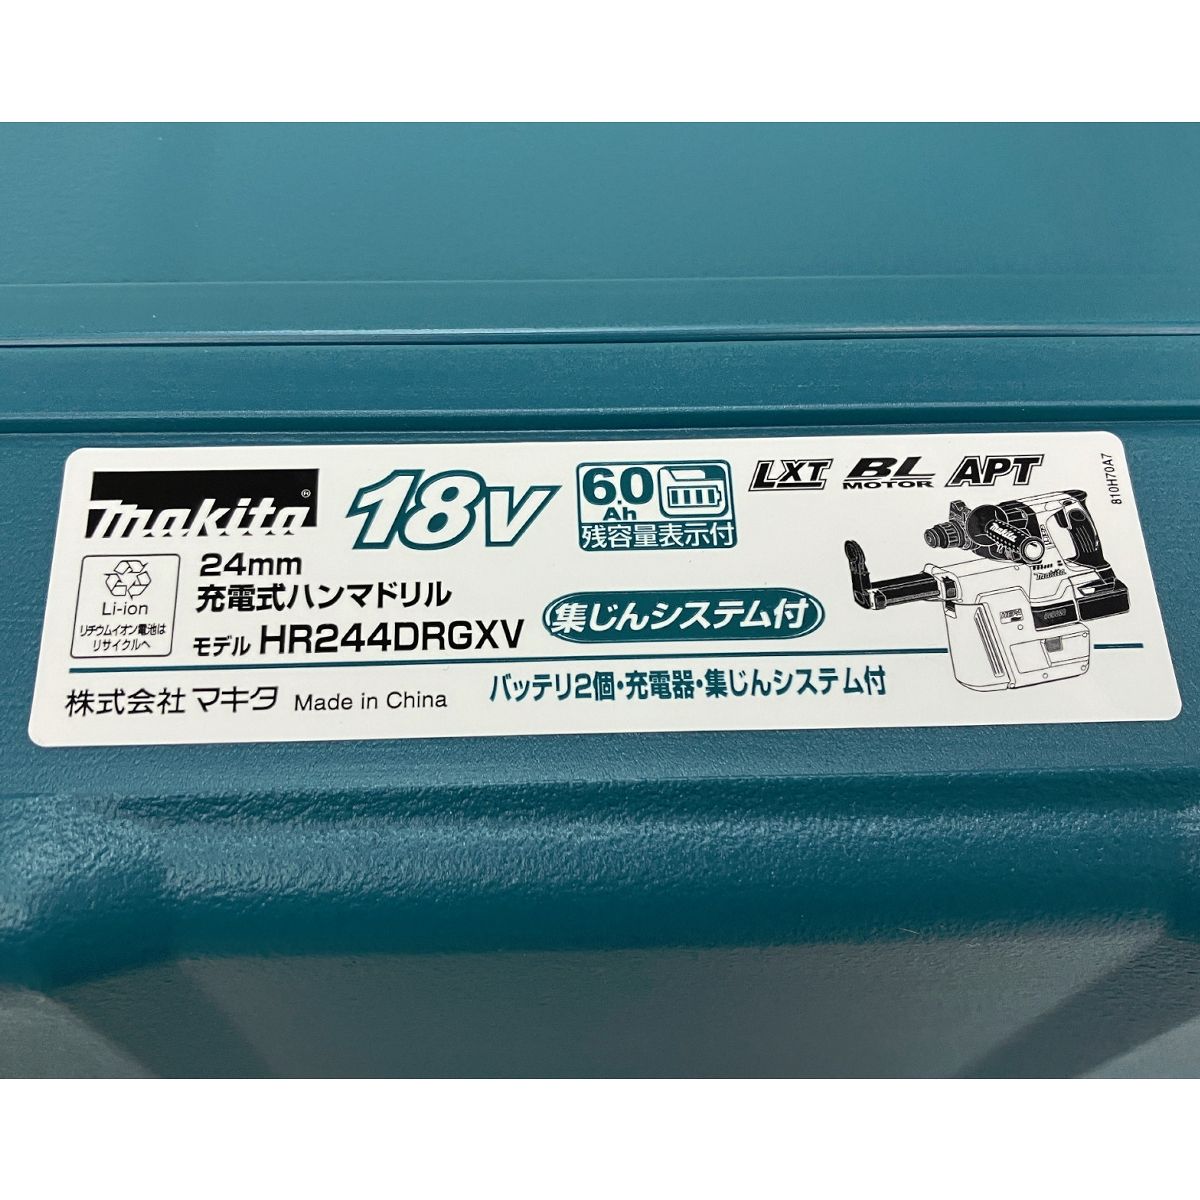 makita®
18V
6.0
Ah
残容量表示付
LXT BL MOTOR APT
810H70A7
Li-ion
リチウムイオン電池は
リサイクルへ
24mm
充電式ハンマドリル
モデル HR244DRGXV
集じんシステム付
株式会社 マキタ Made in China
バッテリ2個・充電器・集じんシステム付
makita
Makita
HEPA